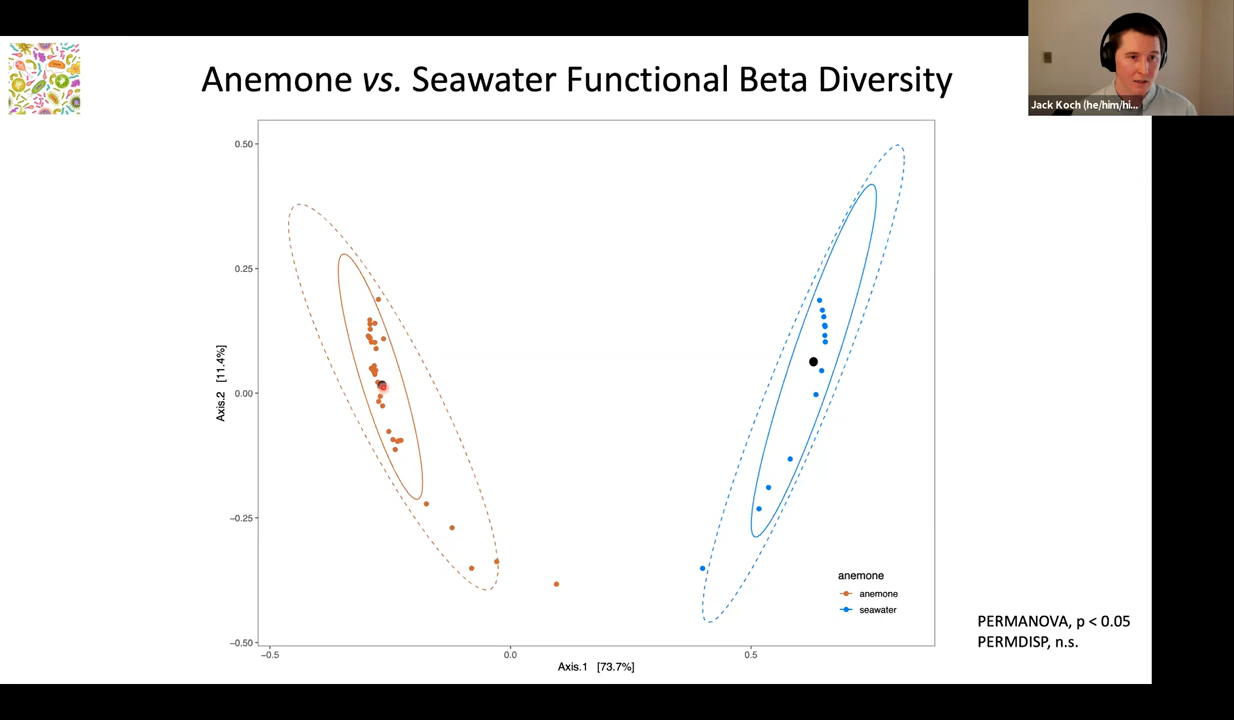 Anemone vs. Seawater Functional Beta Diversity
Jack Koch (he/him/hi...
0.50
0.25
0.00
−0.25
−0.50
Axis.2 [11.4%]
−0.5
0.0
0.5
Axis.1 [73.7%]
anemone
anemone
seawater
PERMANOVA, p < 0.05
PERMDISP, n.s.